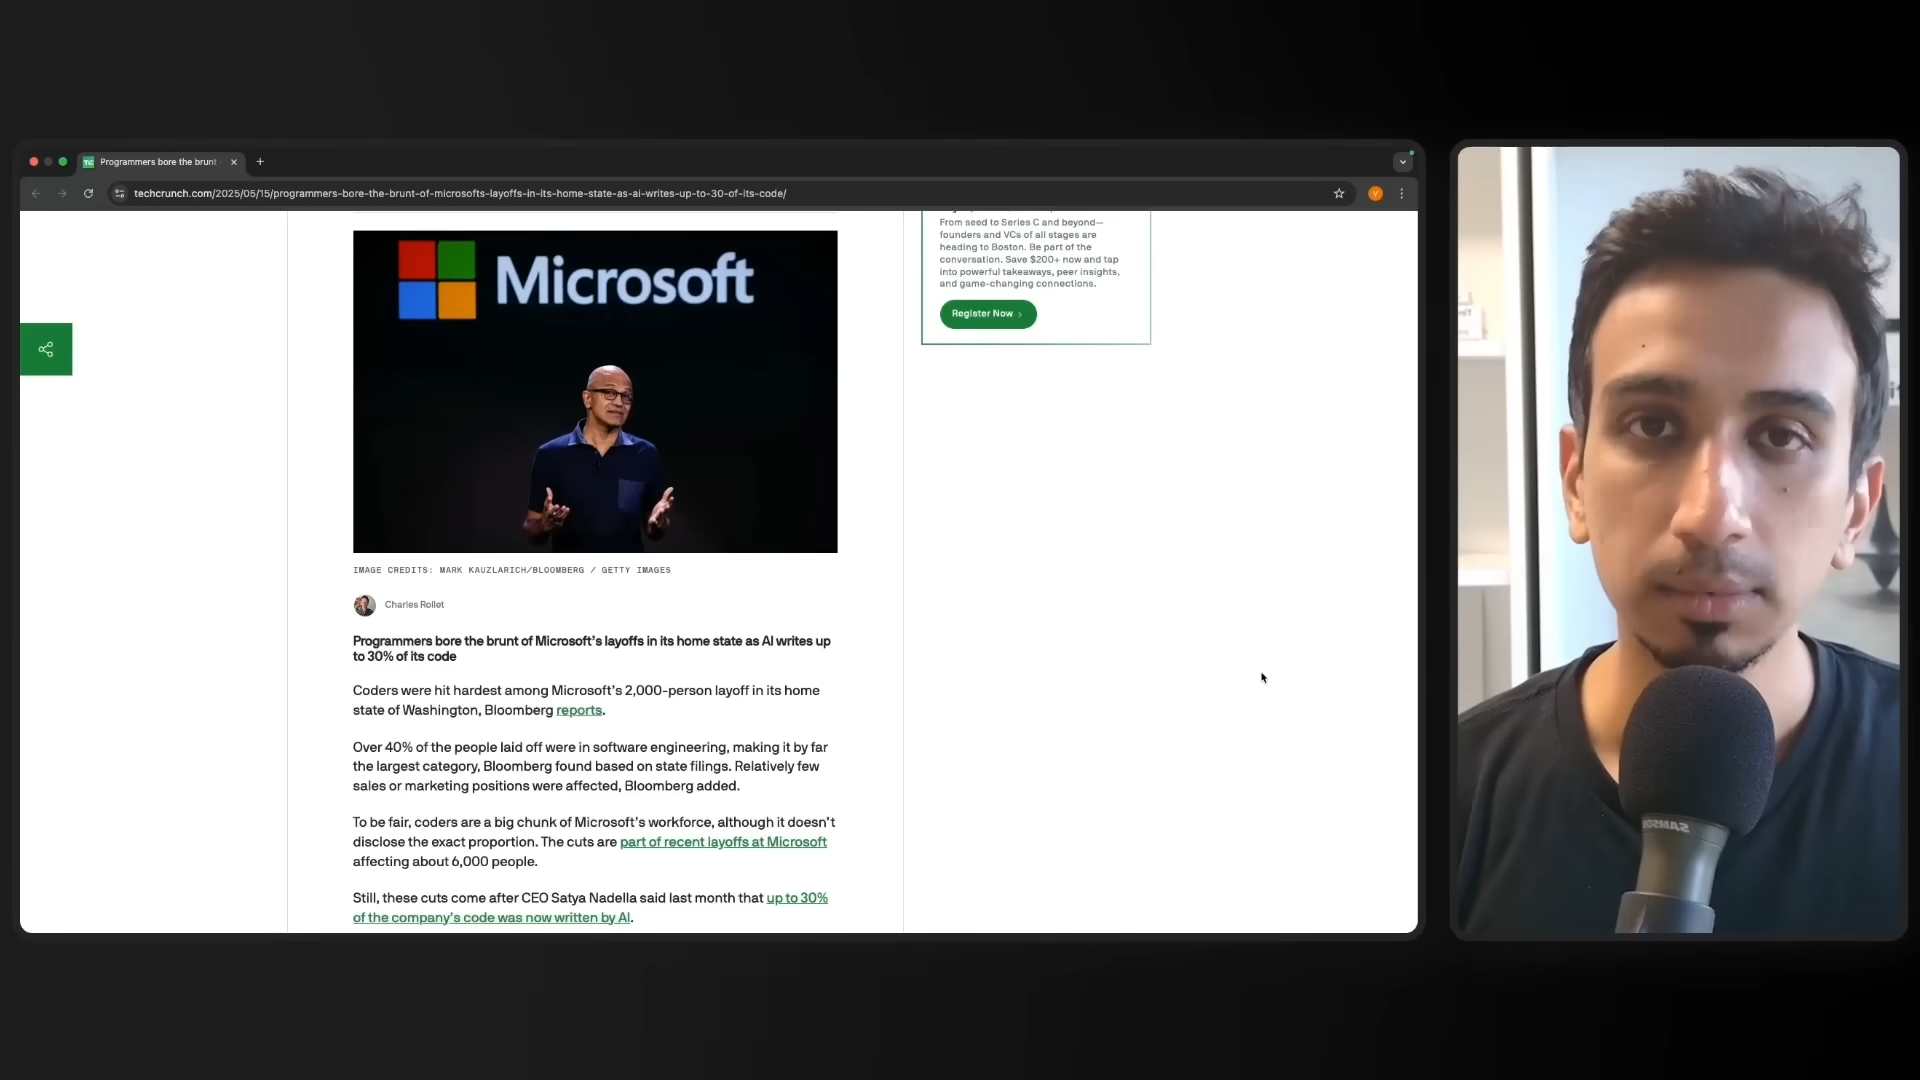 Programmers bore the brunt
techcrunch.com/2025/05/15/programmers-bore-the-brunt-of-microsofts-layoffs-in-its-home-state-as-ai-writes-up-to-30-of-its-code/
V
Microsoft
IMAGE CREDITS: MARK KAUZLARICH/BLOOMBERG / GETTY IMAGES
Charles Rollet
Programmers bore the brunt of Microsoft's layoffs in its home state as AI writes up
to 30% of its code
Coders were hit hardest among Microsoft's 2,000-person layoff in its home
state of Washington, Bloomberg reports.
Over 40% of the people laid off were in software engineering, making it by far
the largest category, Bloomberg found based on state filings. Relatively few
sales or marketing positions were affected, Bloomberg added.
To be fair, coders are a big chunk of Microsoft's workforce, although it doesn't
disclose the exact proportion. The cuts are part of recent layoffs at Microsoft
affecting about 6,000 people.
Still, these cuts come after CEO Satya Nadella said last month that up to 30%
of the company's code was now written by AI.
From seed to Series C and beyond—
founders and VCs of all stages are
heading to Boston. Be part of the
conversation. Save $200+ now and tap
into powerful takeaways, peer insights,
and game-changing connections.
Register Now
SAMSON